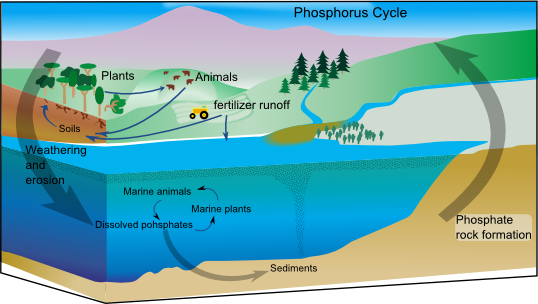 Phosphorus Cycle
Plants
Animals
fertilizer runoff
Soils
Weathering
and
erosion
Marine animals
Marine plants
Dissolved pohsphates
Phosphate
rock formation
Sediments